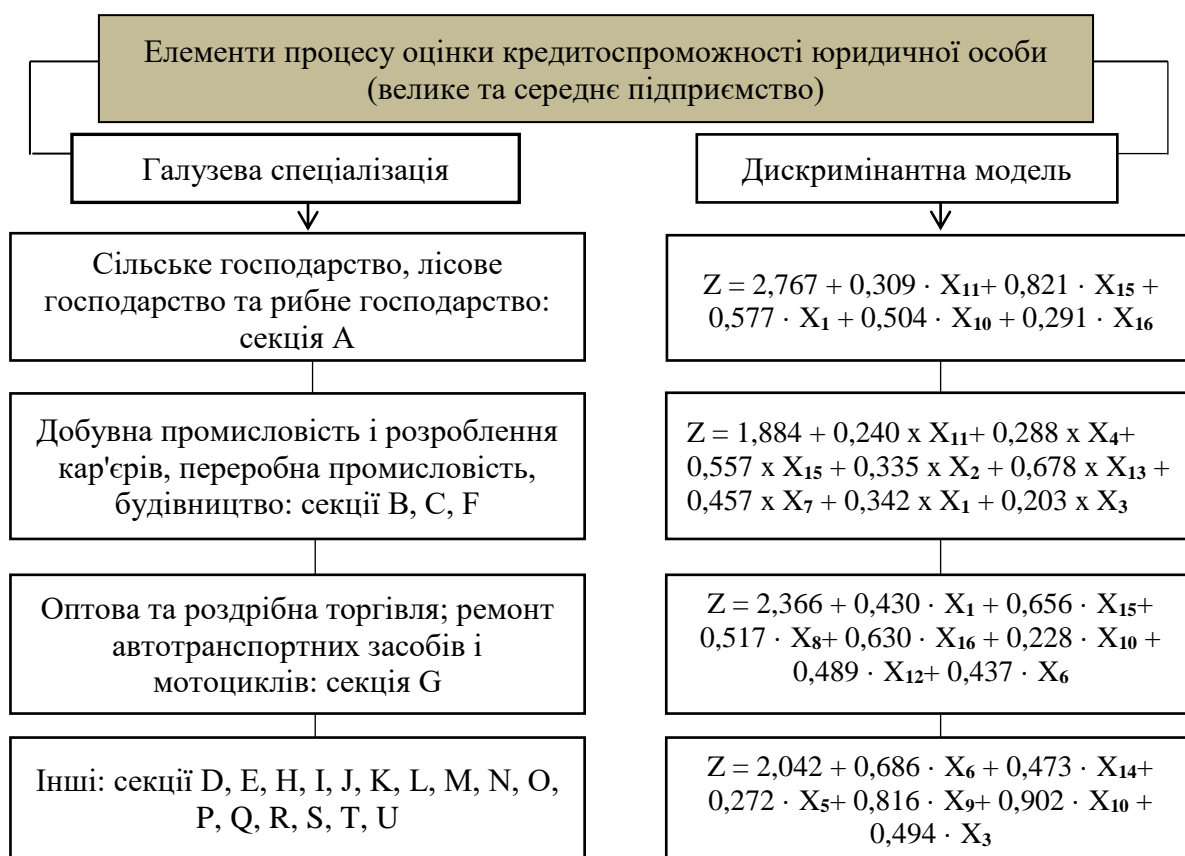 Елементи процесу оцінки кредитоспроможності юридичної особи
(велике та середнє підприємство)
Галузева спеціалізація
Дискримінантна модель
Сільське господарство, лісове
господарство та рибне господарство:
секція А
Z = 2,767 + 0,309 · X₁₁+ 0,821 · X₁₅ +
0,577 · X₁ + 0,504 · X₁₀ + 0,291 · X₁₆
Добувна промисловість і розроблення
кар'єрів, переробна промисловість,
будівництво: секції B, C, F
Z = 1,884 + 0,240 x X₁₁+ 0,288 x X₄+
0,557 x X₁₅ + 0,335 x X₂ + 0,678 x X₁₃ +
0,457 x X₇ + 0,342 x X₁ + 0,203 x X₃
Оптова та роздрібна торгівля; ремонт
автотранспортних засобів і
мотоциклів: секція G
Z = 2,366 + 0,430 · X₁ + 0,656 · X₁₅+
0,517 · X₈+ 0,630 · X₁₆ + 0,228 · X₁₀ +
0,489 · X₁₂+ 0,437 · X₆
Інші: секції D, E, H, I, J, K, L, M, N, O,
P, Q, R, S, T, U
Z = 2,042 + 0,686 · X₆ + 0,473 · X₁₄+
0,272 · X₅+ 0,816 · X₉+ 0,902 · X₁₀ +
0,494 · X₃